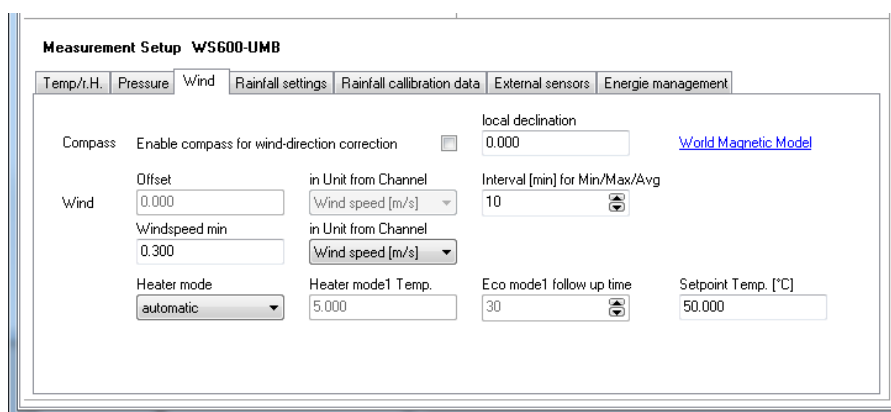 Measurement Setup WS600-UMB
Temp/r.H. Pressure Wind Rainfall settings Rainfall callibration data External sensors Energie management
local declination
Compass Enable compass for wind-direction correction 0.000 World Magnetic Model
Offset in Unit from Channel Interval [min] for Min/Max/Avg
Wind 0.000 Wind speed [m/s] 10
Windspeed min in Unit from Channel
0.300 Wind speed [m/s]
Heater mode Heater mode1 Temp. Eco mode1 follow up time Setpoint Temp. [°C]
automatic 5.000 30 50.000